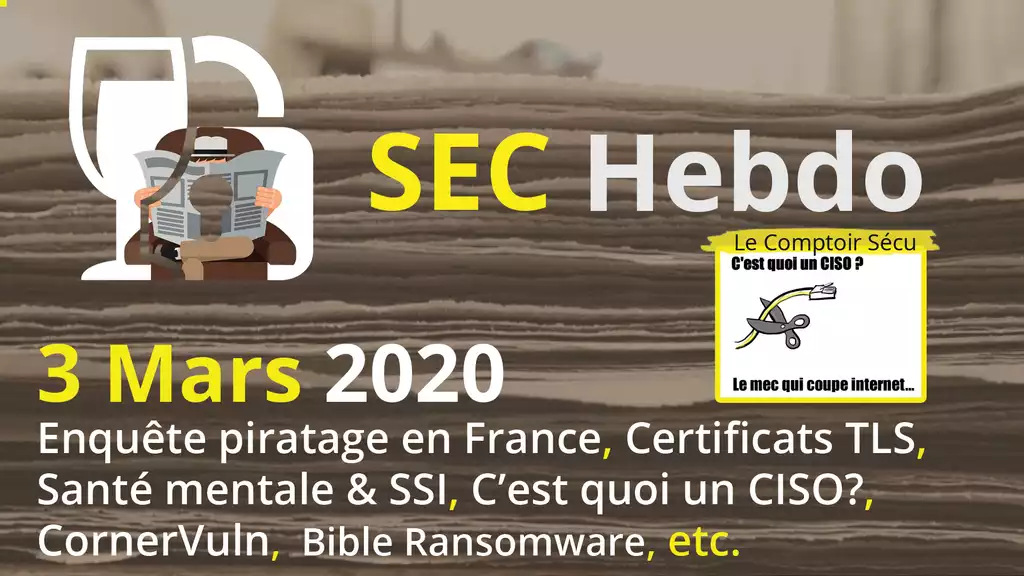 SEC Hebdo
Le Comptoir Sécu
C'est quoi un CISO ?
Le mec qui coupe internet...
3 Mars 2020
Enquête piratage en France, Certificats TLS,
Santé mentale & SSI, C’est quoi un CISO?,
CornerVuln, Bible Ransomware, etc.